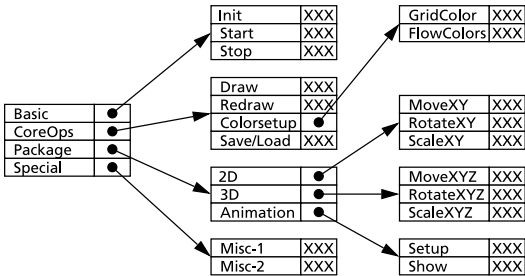 Init XXX
Start XXX
Stop XXX
GridColor XXX
FlowColors XXX
Basic
CoreOps
Package
Special
Draw XXX
Redraw XXX
Colorsetup
Save/Load XXX
MoveXY XXX
RotateXY XXX
ScaleXY XXX
2D
3D
Animation
MoveXYZ XXX
RotateXYZ XXX
ScaleXYZ XXX
Misc-1 XXX
Misc-2 XXX
Setup XXX
Show XXX